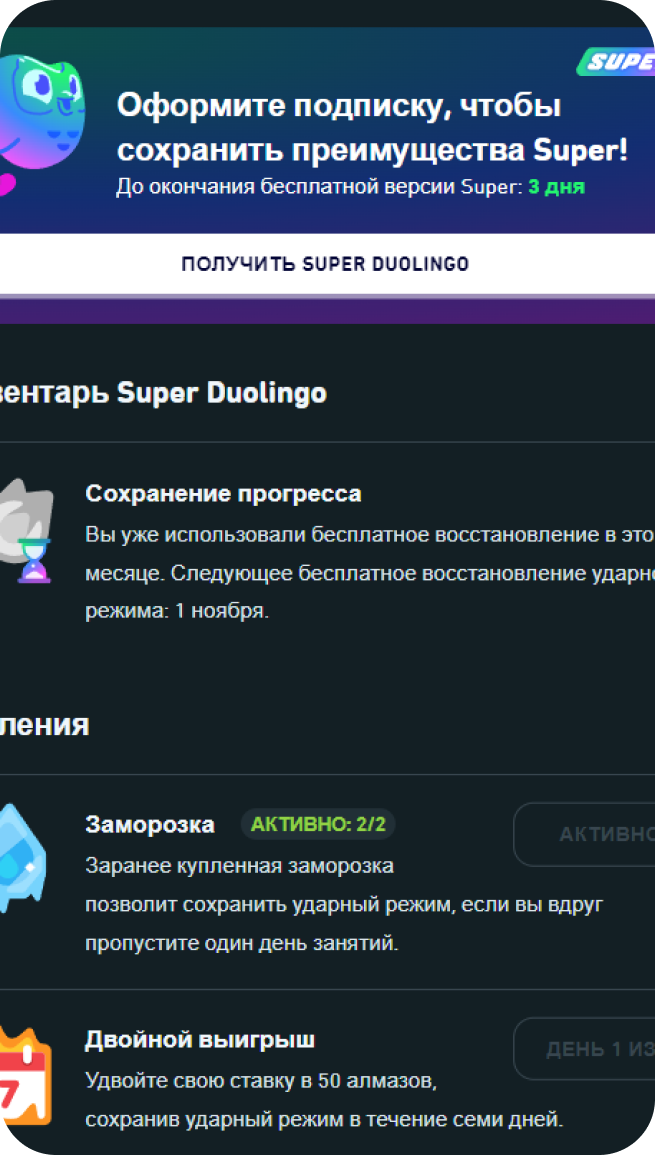 SUPE
Оформите подписку, чтобы
сохранить преимущества Super!
До окончания бесплатной версии Super: 3 дня
ПОЛУЧИТЬ SUPER DUOLINGO
вентарь Super Duolingo
Сохранение прогресса
Вы уже использовали бесплатное восстановление в это
месяце. Следующее бесплатное восстановление ударно
режима: 1 ноября.
ления
Заморозка АКТИВНО: 2/2
АКТИВНО
Заранее купленная заморозка
позволит сохранить ударный режим, если вы вдруг
пропустите один день занятий.
7
Двойной выигрыш
ДЕНЬ 1 ИЗ
Удвойте свою ставку в 50 алмазов,
сохранив ударный режим в течение семи дней.